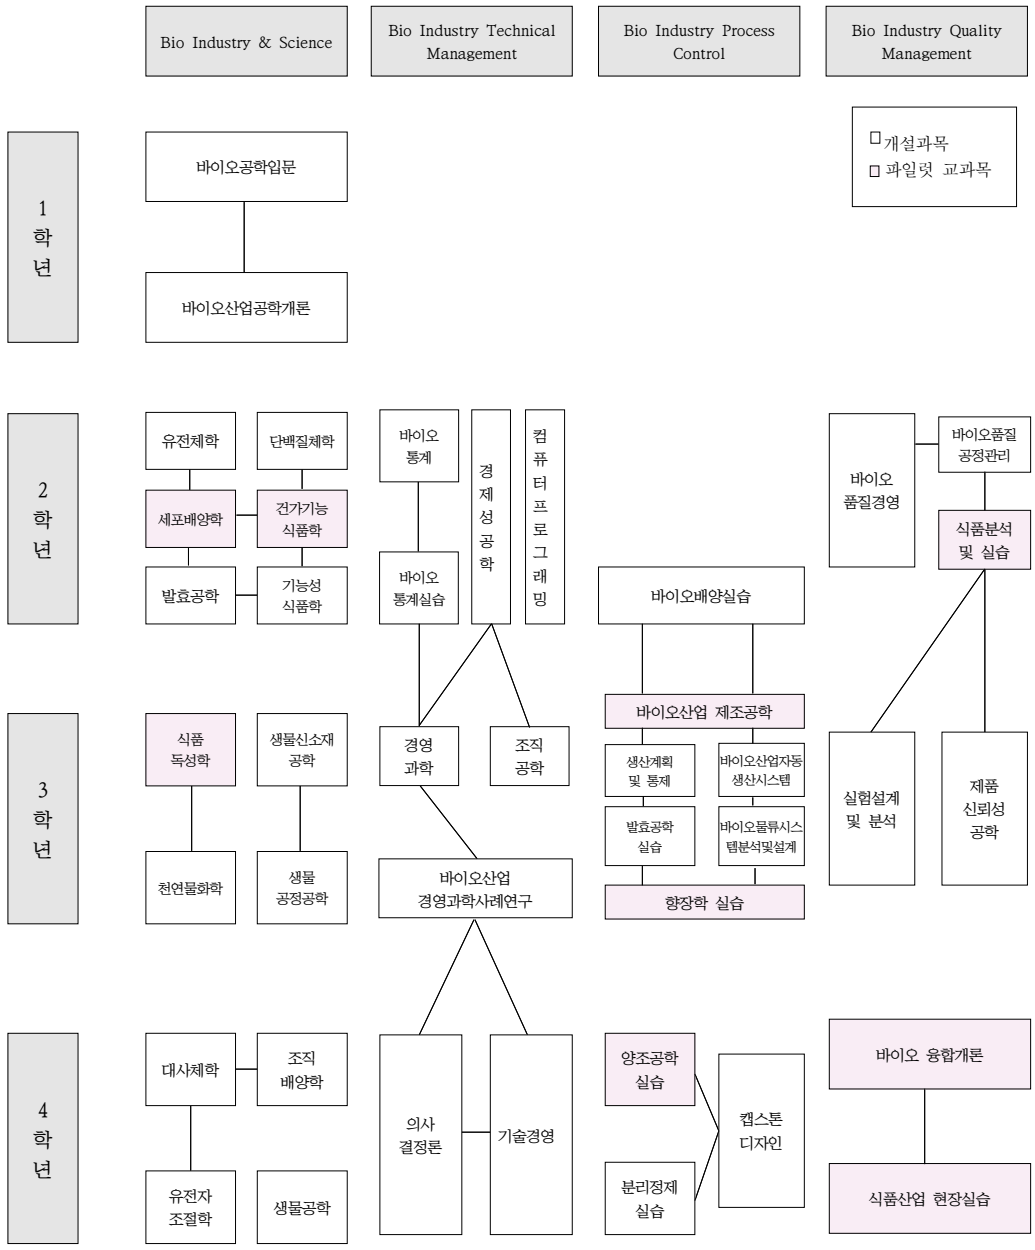 Bio Industry & Science
Bio Industry Technical
Management
Bio Industry Process
Control
Bio Industry Quality
Management
개설과목
파일럿 교과목
1
학
년
바이오공학입문
바이오산업공학개론
2
학
년
유전체학
단백질체학
세포배양학
건가기능
식품학
발효공학
기능성
식품학
바이오
통계
바이오
통계실습
경
제
성
공
학
컴
퓨
터
프
로
그
래
밍
바이오배양실습
바이오
품질경영
바이오품질
공정관리
식품분석
및 실습
3
학
년
식품
독성학
생물신소재
공학
천연물화학
생물
공정공학
경영
과학
조직
공학
바이오산업
경영과학사례연구
바이오산업 제조공학
생산계획
및 통제
바이오산업자동
생산시스템
발효공학
실습
바이오물류시스
템분석및설계
향장학 실습
실험설계
및 분석
제품
신뢰성
공학
4
학
년
대사체학
조직
배양학
유전자
조절학
생물공학
의사
결정론
기술경영
양조공학
실습
분리정제
실습
캡스톤
디자인
바이오 융합개론
식품산업 현장실습